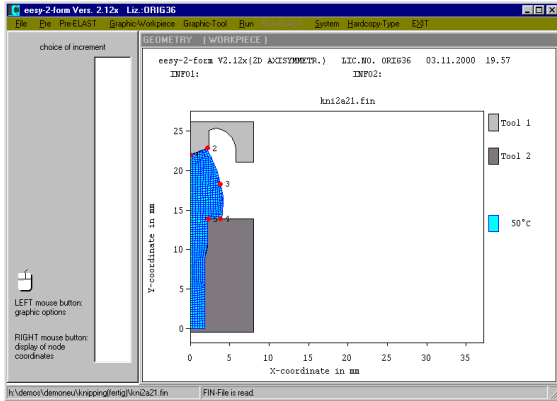 eesy-2-form Vers. 2.12x Liz.:ORIG36
File Pre Pre-ELAST Graphic-Workpiece Graphic-Tool Run System Hardcopy-Type EXIT
choice of increment
GEOMETRY (WORKPIECE)
eesy-2-form V2.12x(2D AXISYMMETR.) LIC.NO. ORIG36 03.11.2000 19.57
INFO1: INFO2:
kni2a21.fin
Tool 1
Tool 2
50°C
25
20
15
10
5
0
Y-coordinate in mm
2
3
4
0 5 10 15 20 25 30 35
X-coordinate in mm
LEFT mouse button:
graphic options
RIGHT mouse button:
display of node
coordinates
h:\demos\demoneu\knipping(fertig)\kni2a21.fin FIN-File is read.